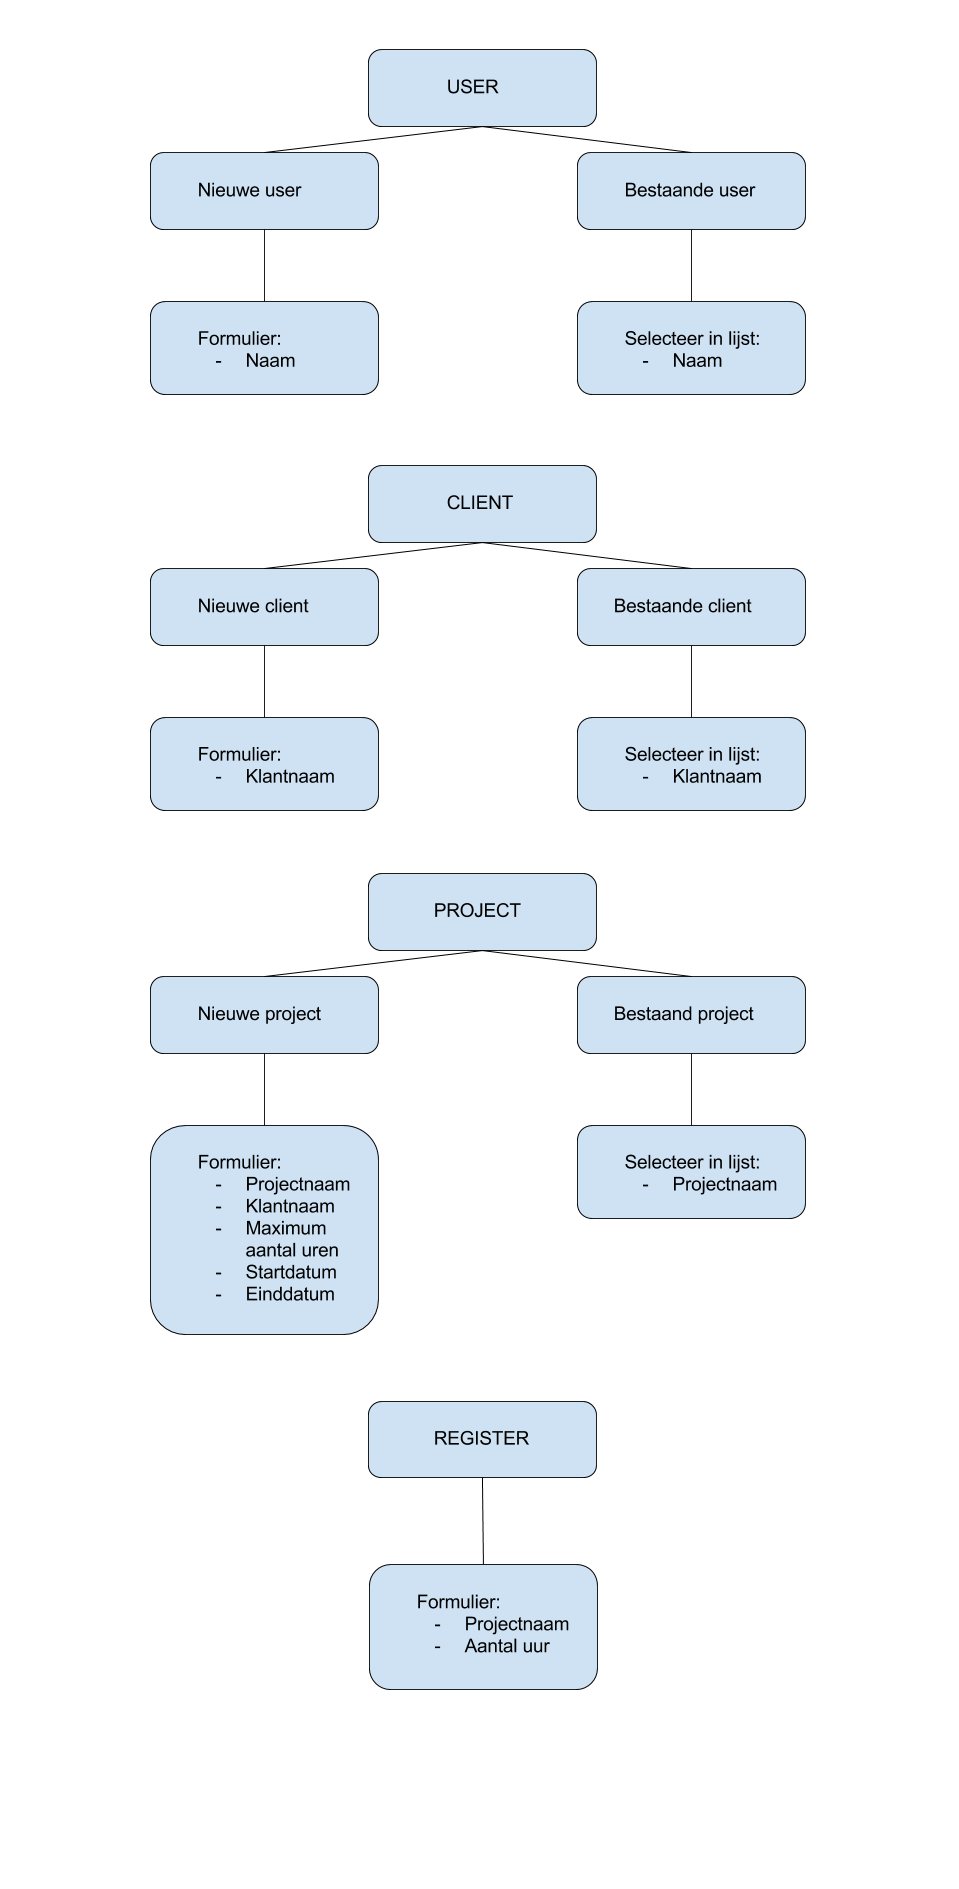 USER
Nieuwe user
Bestaande user
Formulier:
- Naam
Selecteer in lijst:
- Naam
CLIENT
Nieuwe client
Bestaande client
Formulier:
- Klantnaam
Selecteer in lijst:
- Klantnaam
PROJECT
Nieuwe project
Bestaand project
Formulier:
- Projectnaam
- Klantnaam
- Maximum
aantal uren
- Startdatum
- Einddatum
Selecteer in lijst:
- Projectnaam
REGISTER
Formulier:
- Projectnaam
- Aantal uur